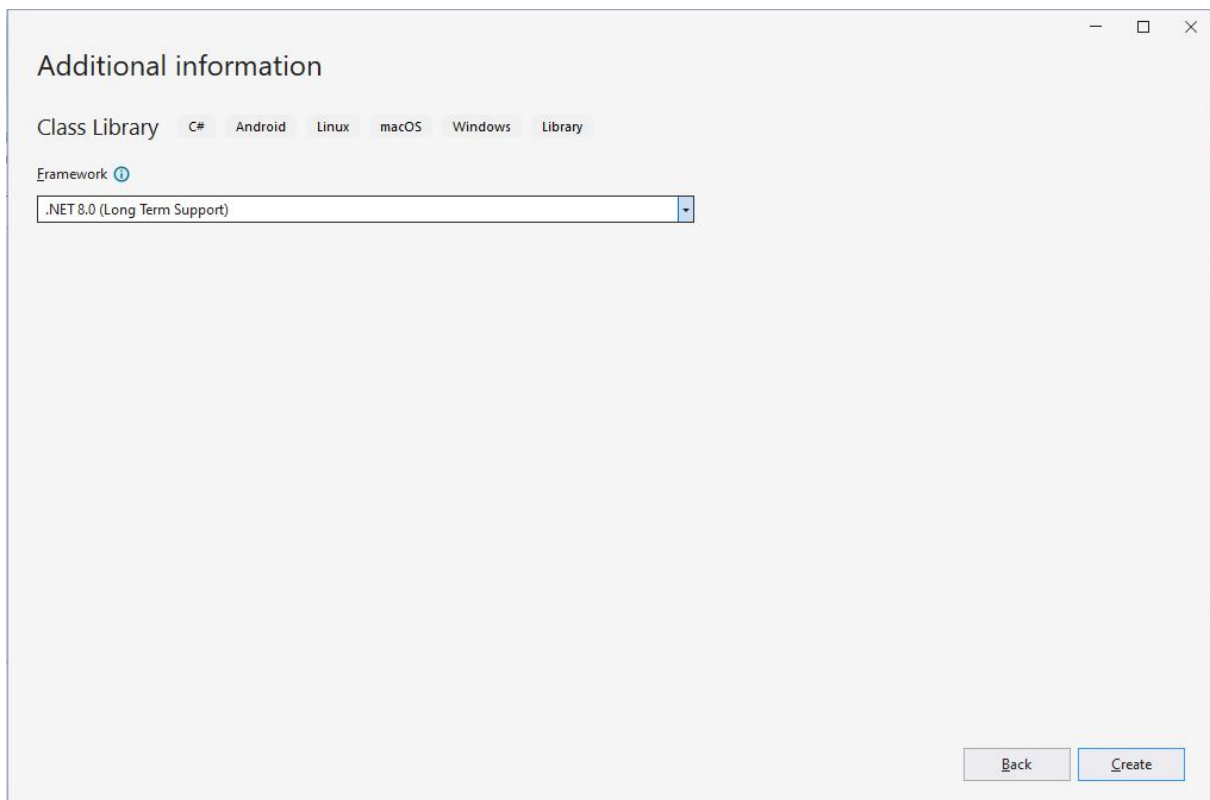 Additional information
Class Library C# Android Linux macOS Windows Library
Framework
.NET 8.0 (Long Term Support)
Back Create